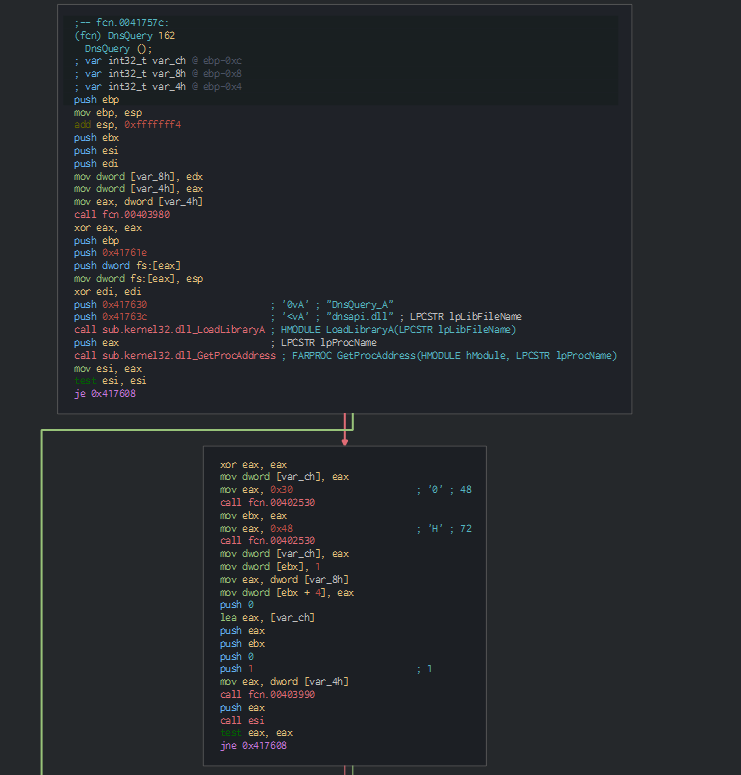 ;-- fcn.0041757c:
(fcn) DnsQuery 162
DnsQuery ();
; var int32_t var_ch @ ebp-0xc
; var int32_t var_8h @ ebp-0x8
; var int32_t var_4h @ ebp-0x4
push ebp
mov ebp, esp
add esp, 0xfffffff4
push ebx
push esi
push edi
mov dword [var_8h], edx
mov dword [var_4h], eax
mov eax, dword [var_4h]
call fcn.00403980
xor eax, eax
push ebp
push 0x41761e
push dword fs:[eax]
mov dword fs:[eax], esp
xor edi, edi
push 0x417630 ; '0vA' ; "DnsQuery_A"
push 0x41763c ; '<vA' ; "dnsapi.dll" ; LPCSTR lpLibFileName
call sub.kernel32.dll_LoadLibraryA ; HMODULE LoadLibraryA(LPCSTR lpLibFileName)
push eax ; LPCSTR lpProcName
call sub.kernel32.dll_GetProcAddress ; FARPROC GetProcAddress(HMODULE hModule, LPCSTR lpProcName)
mov esi, eax
test esi, esi
je 0x417608
xor eax, eax
mov dword [var_ch], eax
mov eax, 0x30 ; '0' ; 48
call fcn.00402530
mov ebx, eax
mov eax, 0x48 ; 'H' ; 72
call fcn.00402530
mov dword [var_ch], eax
mov dword [ebx], 1
mov eax, dword [var_8h]
mov dword [ebx + 4], eax
push 0
lea eax, [var_ch]
push eax
push ebx
push 0
push 1 ; 1
mov eax, dword [var_4h]
call fcn.00403990
push eax
call esi
test eax, eax
jne 0x417608